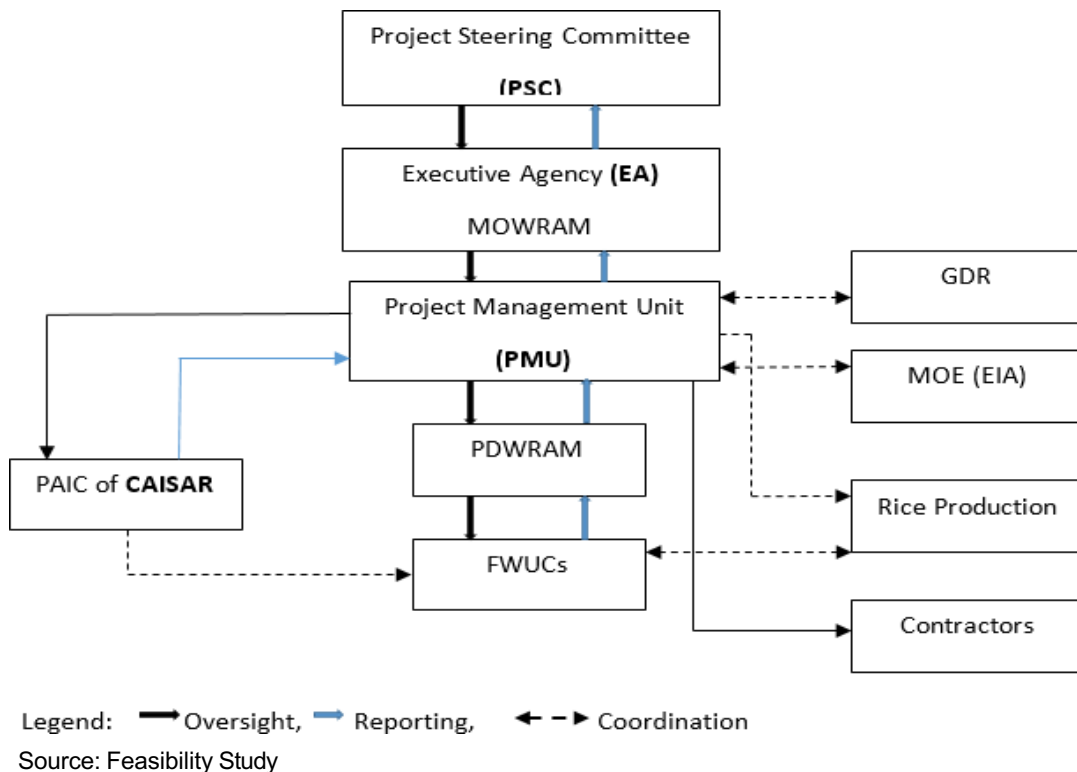 Project Steering Committee
(PSC)
Executive Agency (EA)
MOWRAM
Project Management Unit
(PMU)
GDR
MOE (EIA)
PDWRAM
PAIC of CAISAR
Rice Production
FWUCs
Contractors
Legend: Oversight, Reporting, Coordination
Source: Feasibility Study